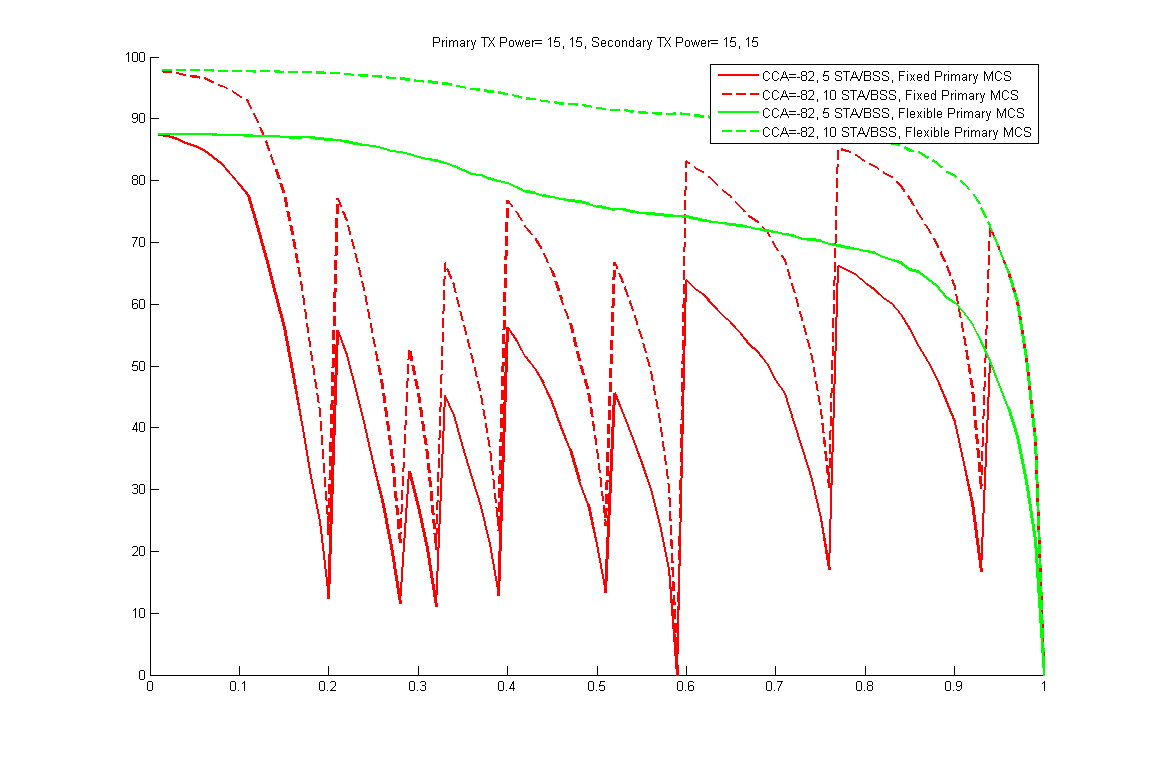 Primary TX Power= 15, 15, Secondary TX Power= 15, 15
100
90
80
70
60
50
40
30
20
10
0
CCA=-82, 5 STA/BSS, Fixed Primary MCS
CCA=-82, 10 STA/BSS, Fixed Primary MCS
CCA=-82, 5 STA/BSS, Flexible Primary MCS
CCA=-82, 10 STA/BSS, Flexible Primary MCS
0 0.1 0.2 0.3 0.4 0.5 0.6 0.7 0.8 0.9 1